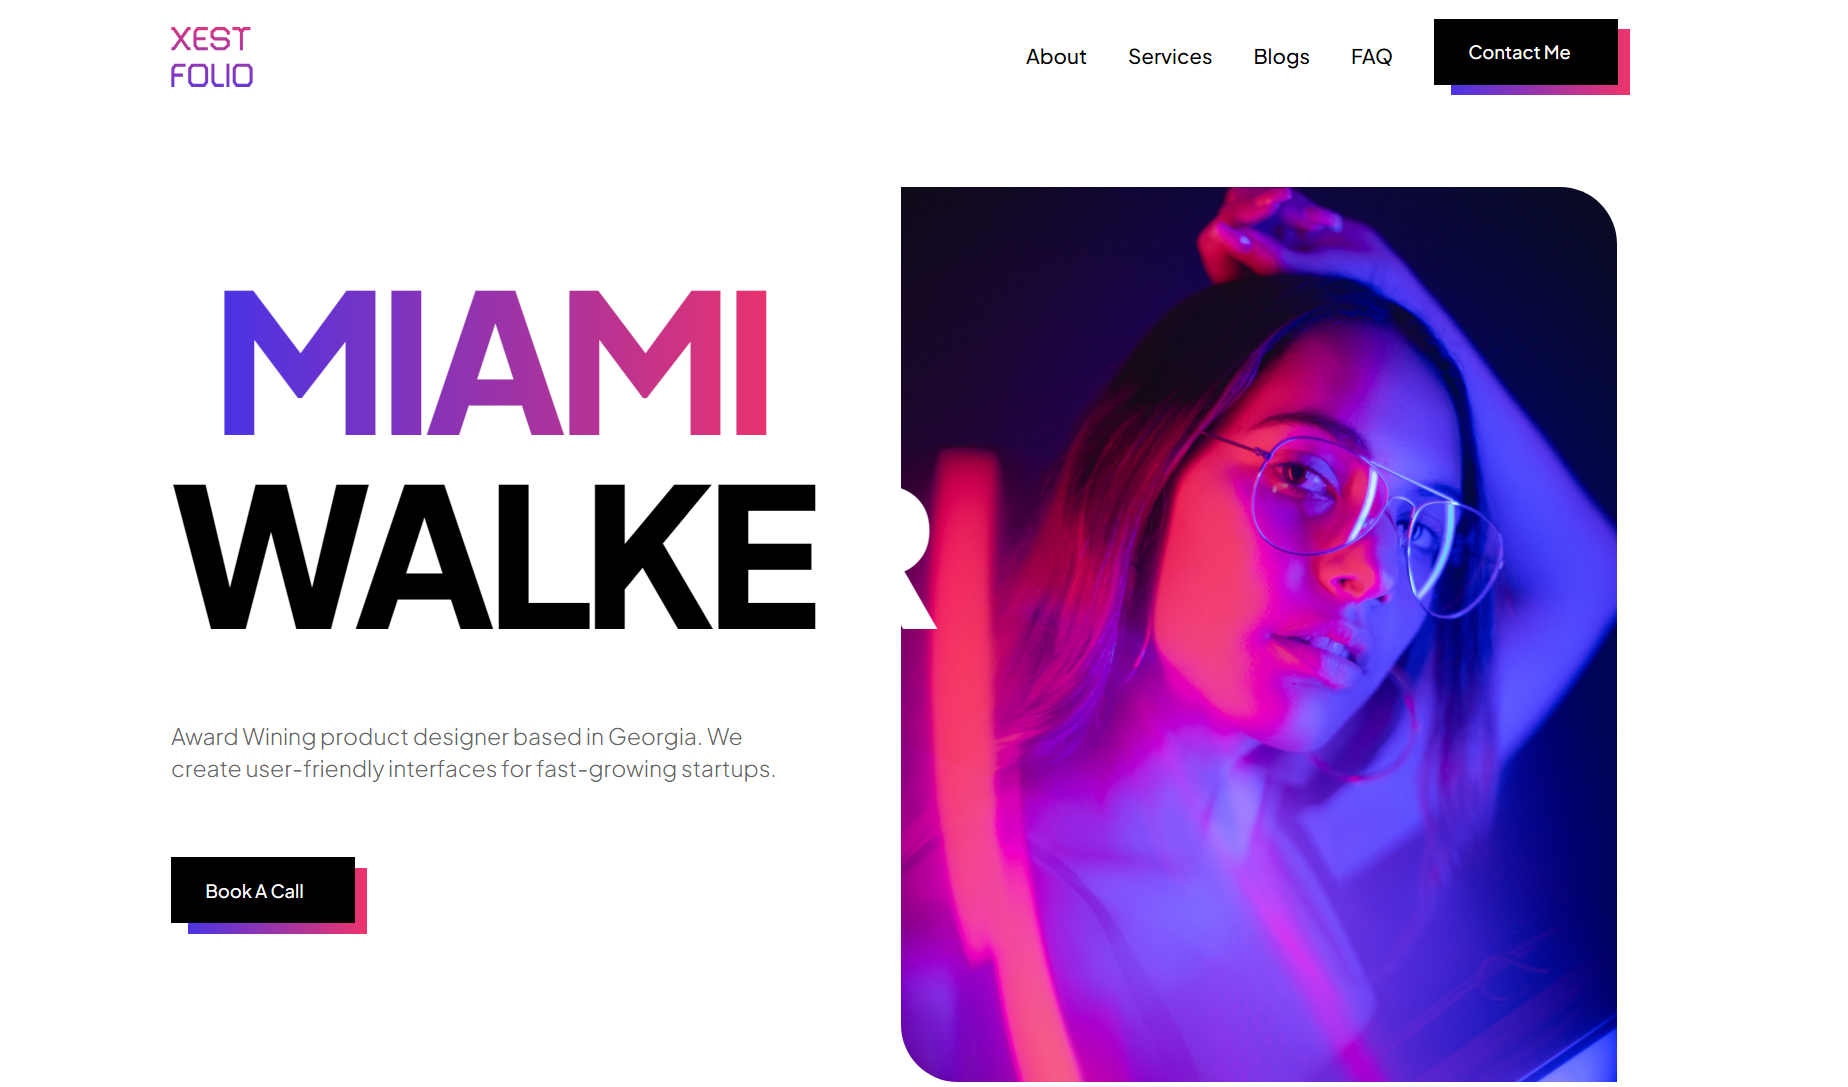 XEST
FOLIO
About
Services
Blogs
FAQ
Contact Me
MIAMI
WALKER
Award Wining product designer based in Georgia. We
create user-friendly interfaces for fast-growing startups.
Book A Call